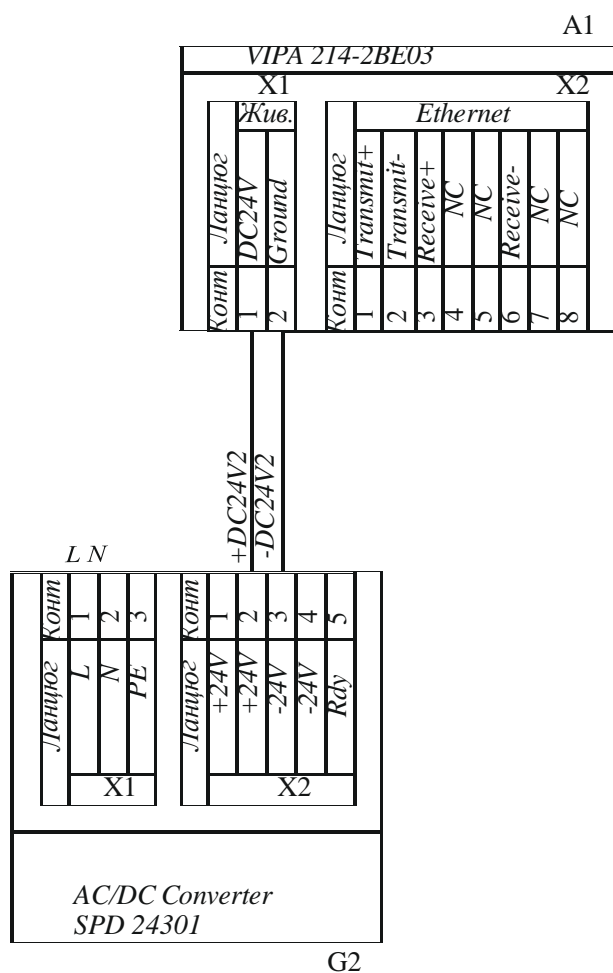 A1
VIPA 214-2BE03
X1
X2
Жив.
Ethernet
Ланцюг
DC24V
Ground
Ланцюг
Transmit+
Transmit-
Receive+
NC
NC
Receive-
NC
NC
Конт
1
2
Конт
1
2
3
4
5
6
7
8
+DC24V2
-DC24V2
L N
Конт
1
2
3
Конт
1
2
3
4
5
Ланцюг
L
N
PE
Ланцюг
+24V
+24V
-24V
-24V
Rdy
X1
X2
AC/DC Converter
SPD 24301
G2